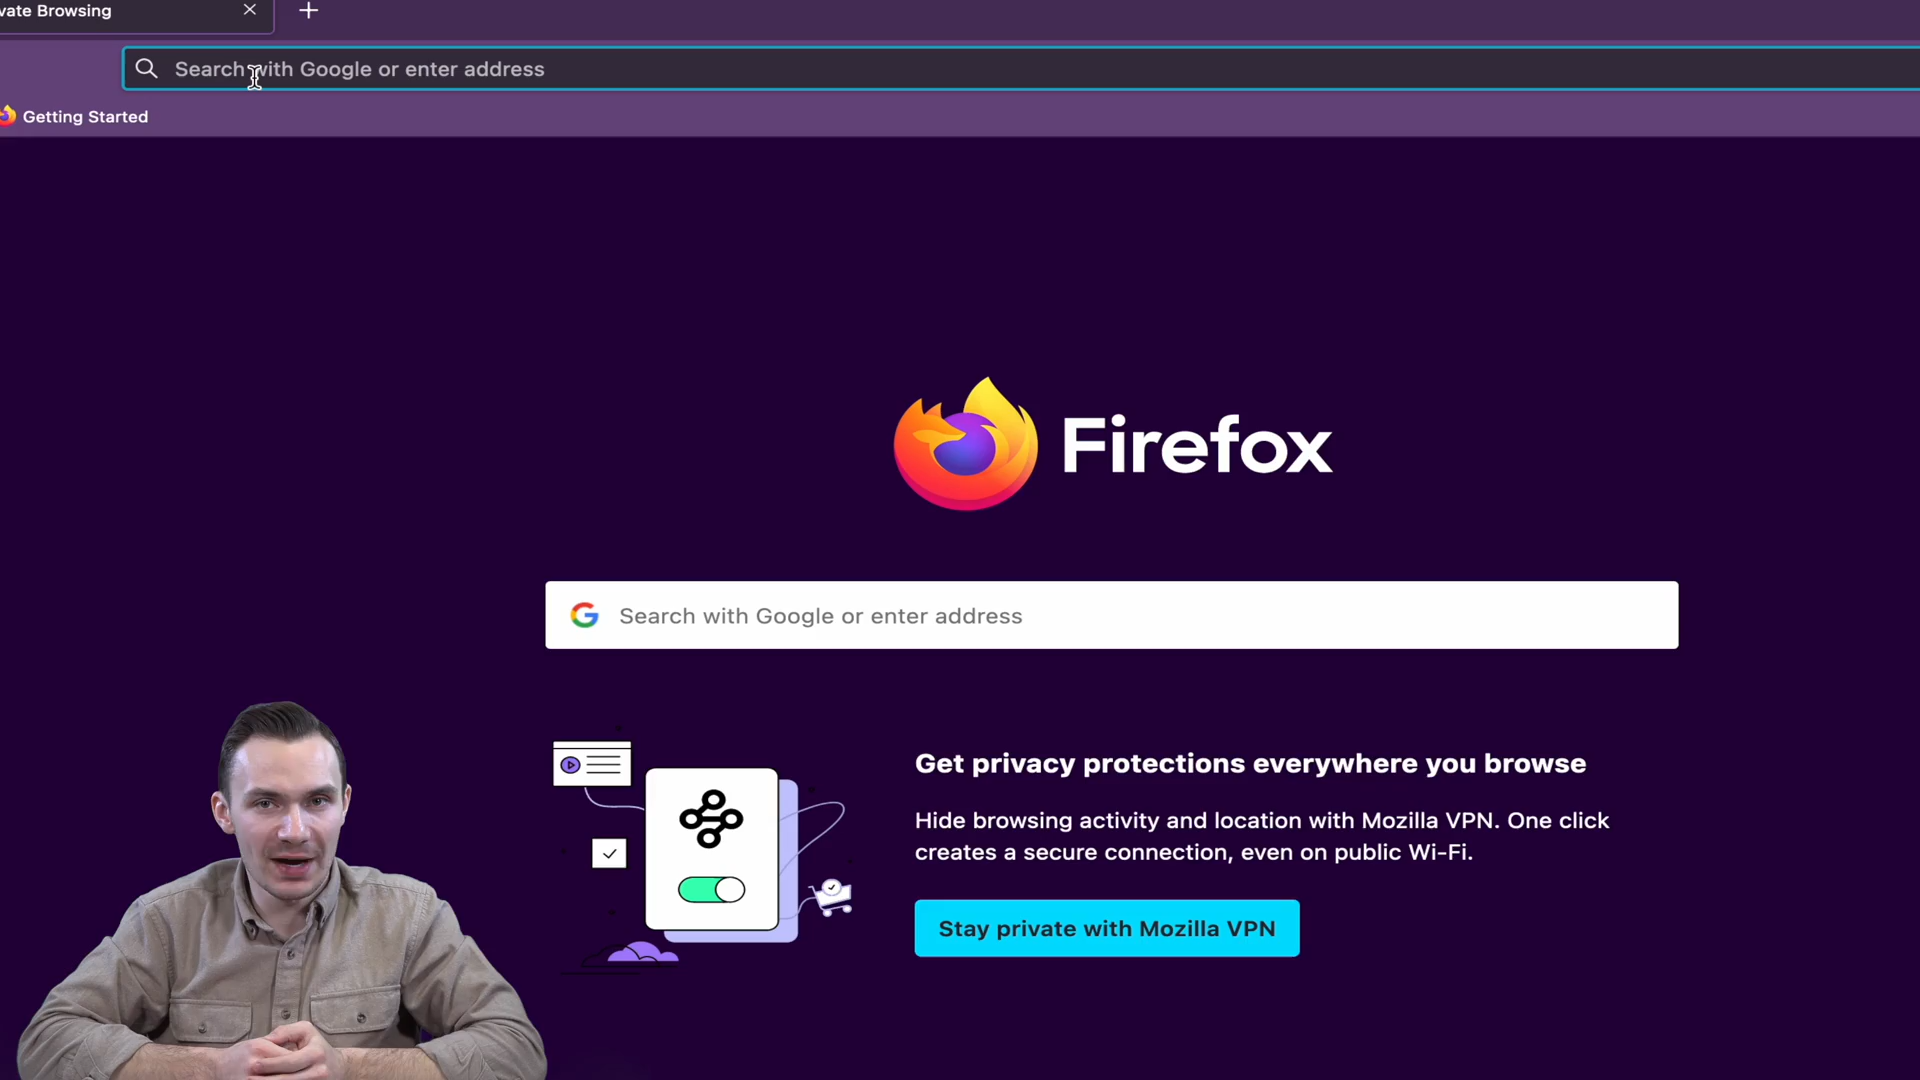 vate Browsing
Search with Google or enter address
Getting Started
Firefox
Search with Google or enter address
Get privacy protections everywhere you browse
Hide browsing activity and location with Mozilla VPN. One click
creates a secure connection, even on public Wi-Fi.
Stay private with Mozilla VPN